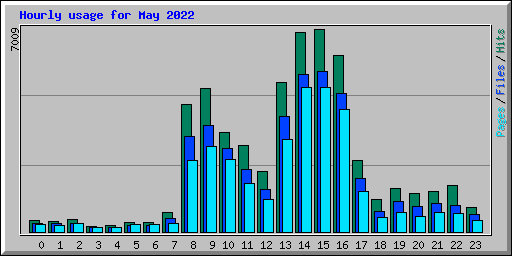 Hourly usage for May 2022
7009
Pages / Files / Hits
0 1 2 3 4 5 6 7 8 9 10 11 12 13 14 15 16 17 18 19 20 21 22 23